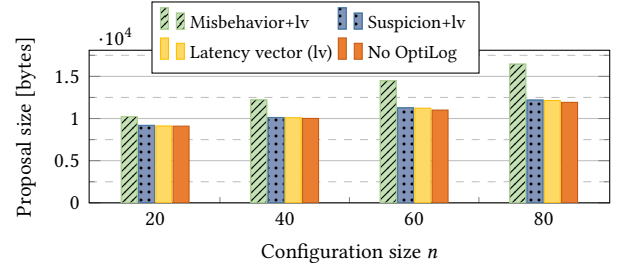 ·10⁴
Misbehavior+lv Suspicion+lv
Latency vector (lv) No OptiLog
Proposal size [bytes]
1.5
1
0.5
0
20 40 60 80
Configuration size n